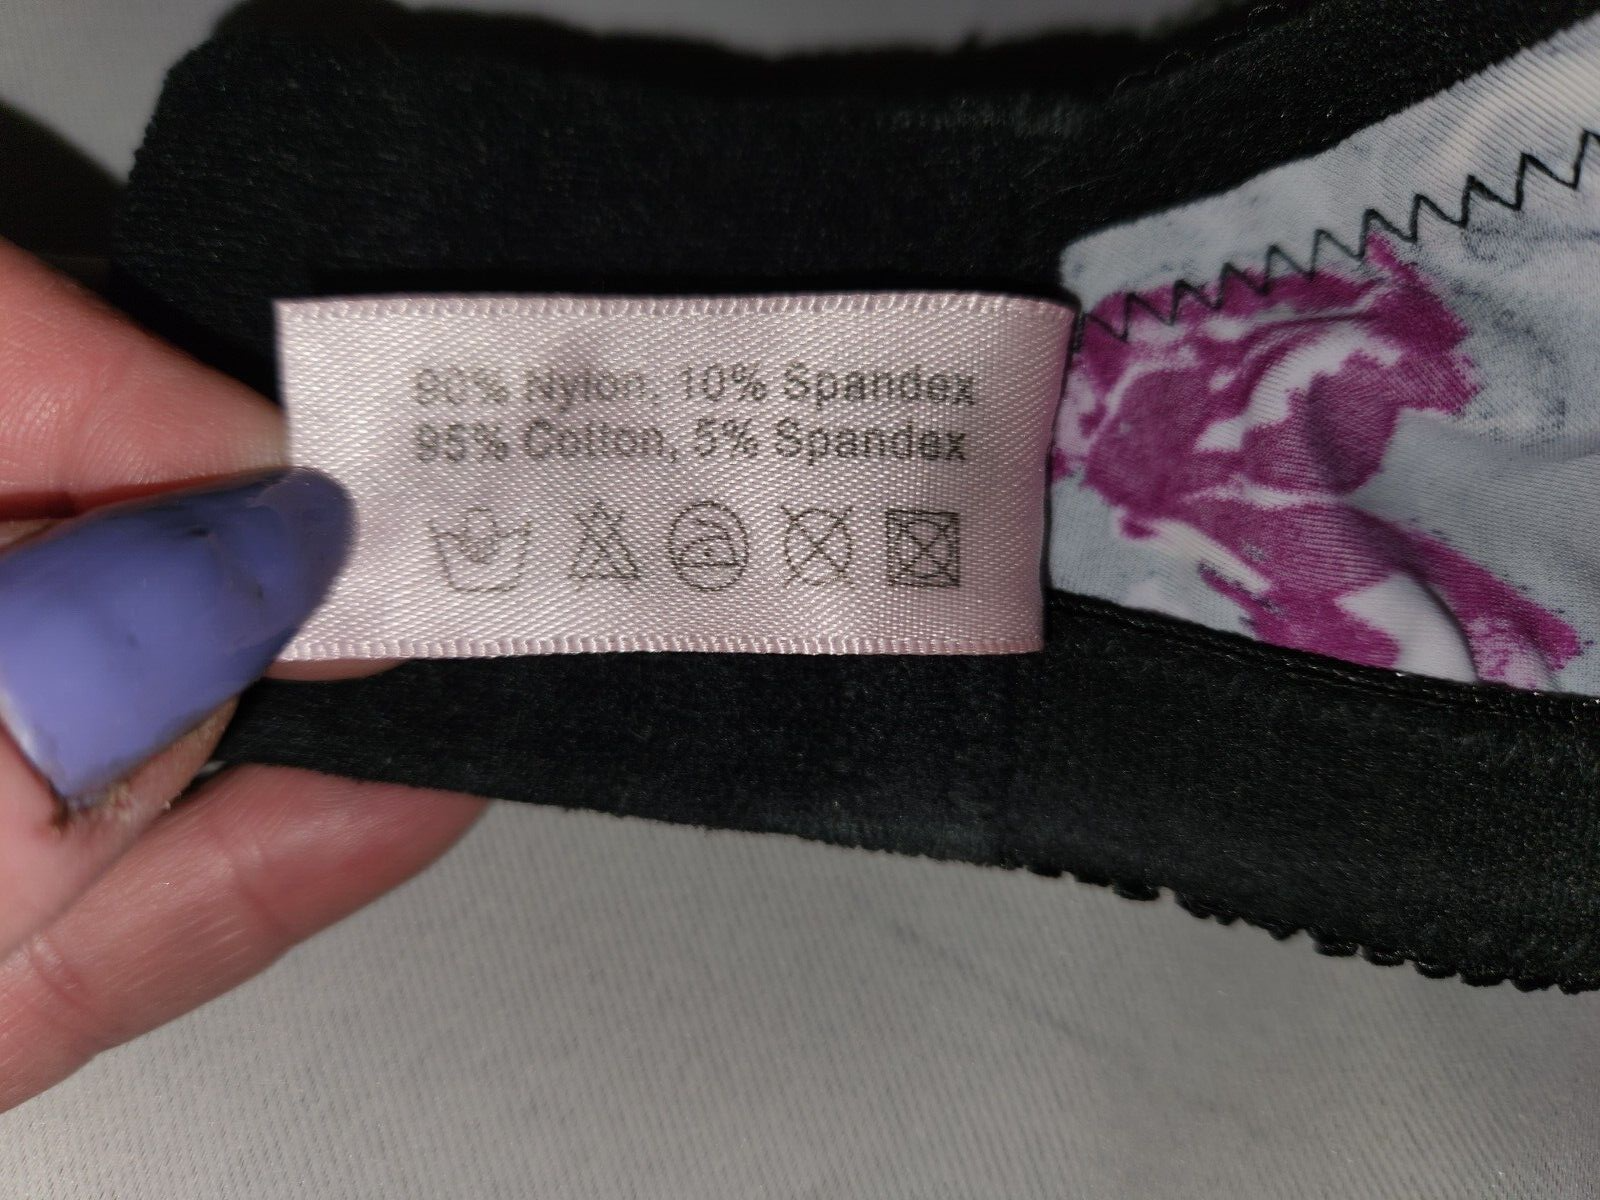 90% Nylon, 10% Spandex
95% Cotton, 5% Spandex